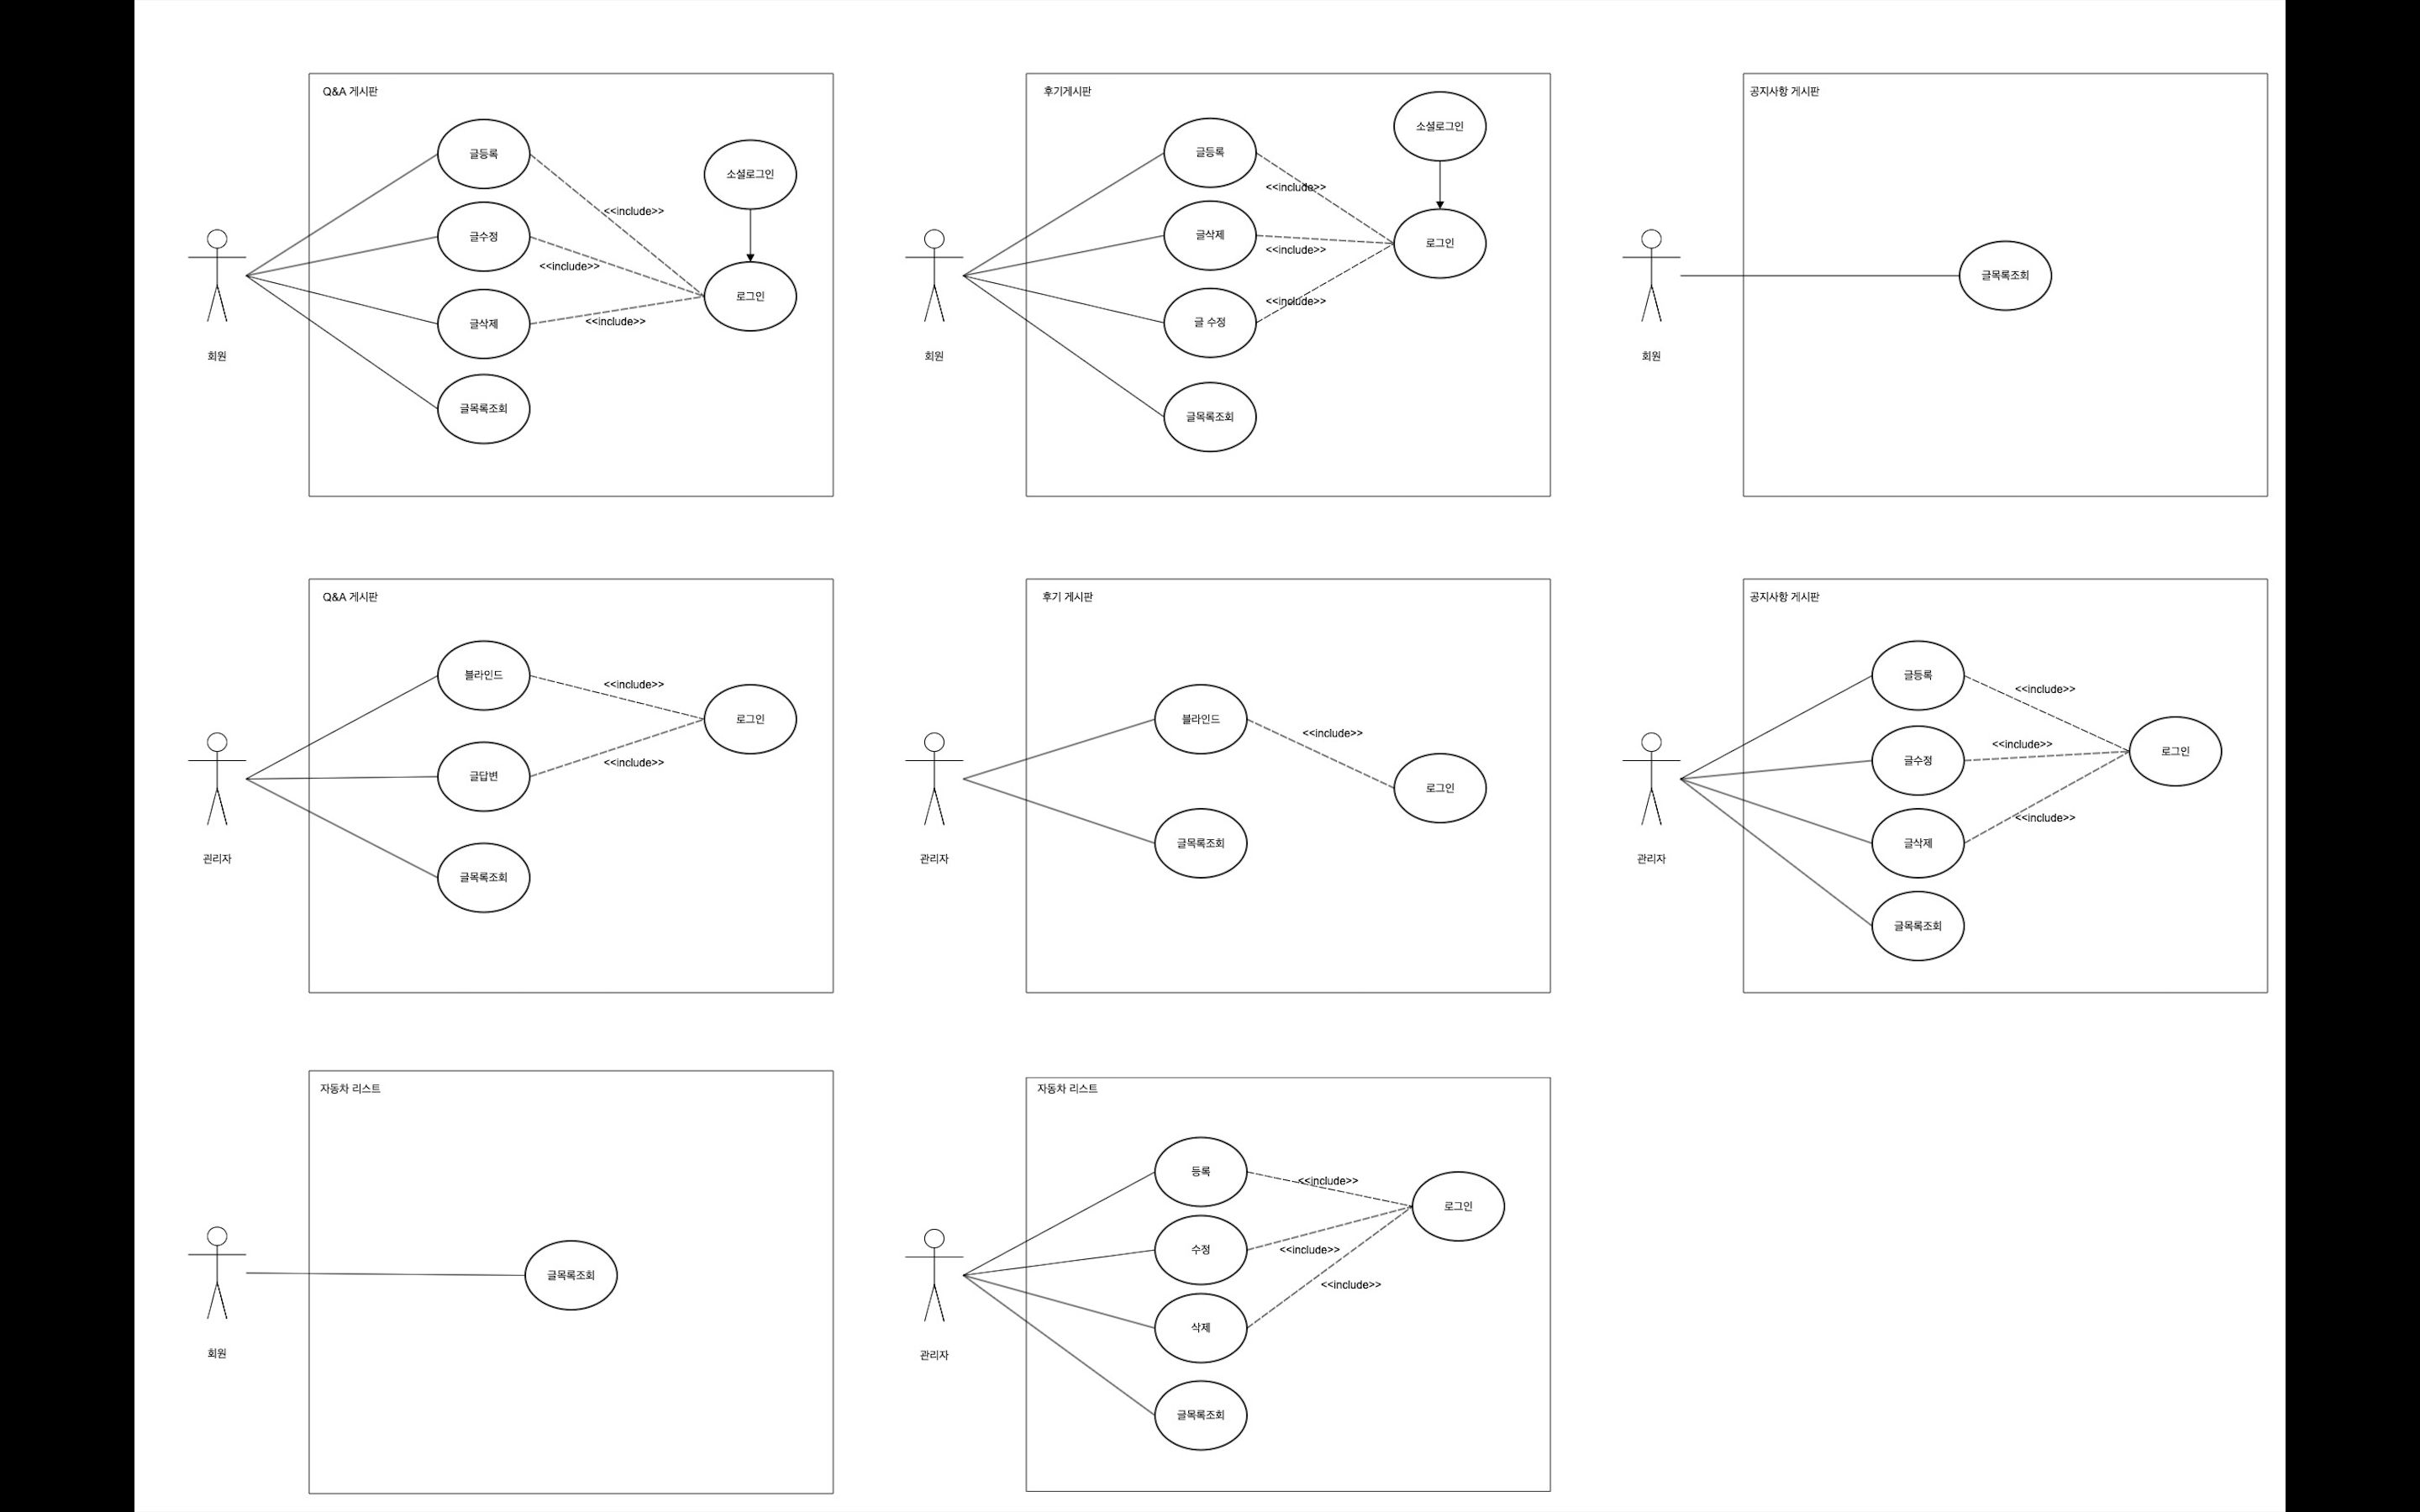 Q&A 게시판
글등록
글수정
글삭제
글목록조회
<<include>>
<<include>>
<<include>>
소셜로그인
로그인
회원
후기게시판
글등록
글삭제
글 수정
글목록조회
<<include>>
<<include>>
<<include>>
소셜로그인
로그인
회원
공지사항 게시판
글목록조회
회원
Q&A 게시판
블라인드
글답변
글목록조회
<<include>>
<<include>>
로그인
괸리자
후기 게시판
블라인드
글목록조회
<<include>>
로그인
관리자
공지사항 게시판
글등록
글수정
글삭제
글목록조회
<<include>>
<<include>>
<<include>>
로그인
관리자
자동차 리스트
글목록조회
회원
자동차 리스트
등록
수정
삭제
글목록조회
<<include>>
<<include>>
<<include>>
로그인
관리자